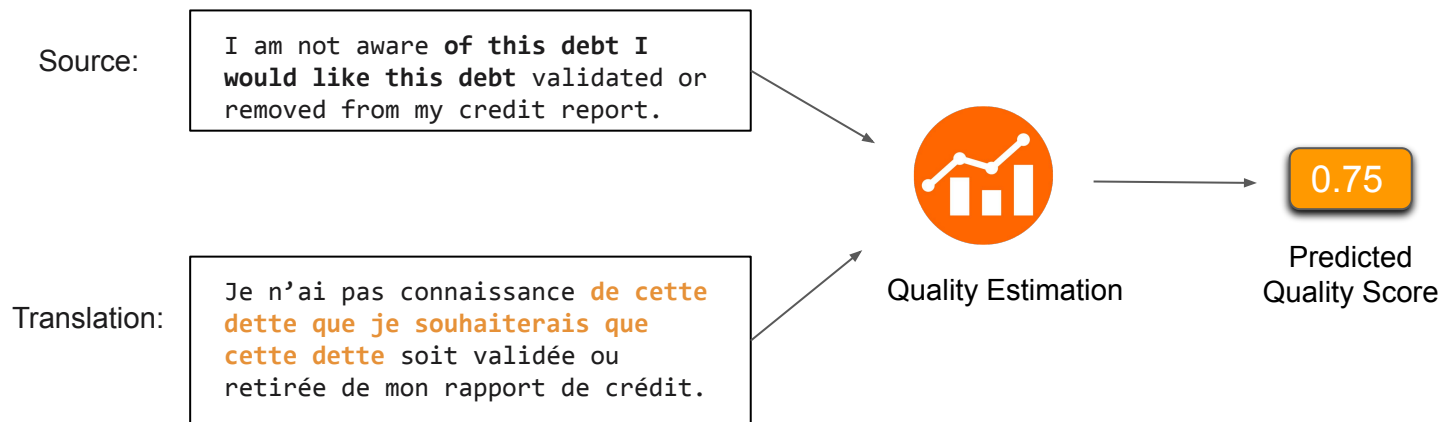 Source:
I am not aware of this debt I
would like this debt validated or
removed from my credit report.
Translation:
Je n’ai pas connaissance de cette
dette que je souhaiterais que
cette dette soit validée ou
retirée de mon rapport de crédit.
Quality Estimation
0.75
Predicted
Quality Score